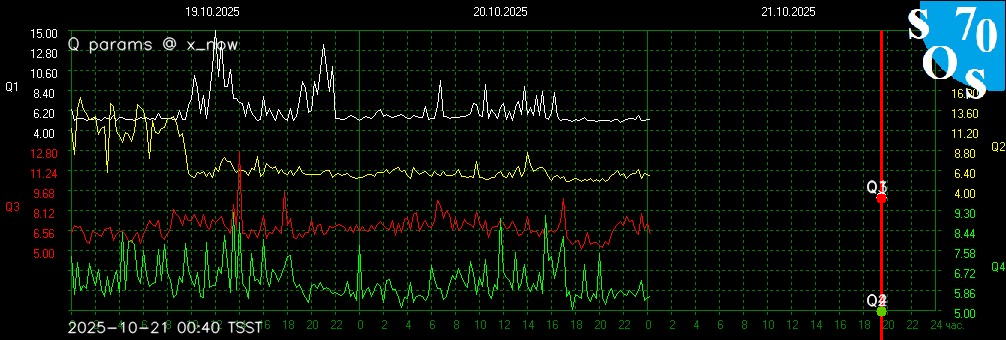 19.10.2025 20.10.2025 21.10.2025
S 70
O S
Q params @ x_now
15.00
12.80
10.60
Q1
8.40
6.20
4.00
12.80
11.24
9.68
Q3
8.12
6.56
5.00
13.60
11.20
Q2
8.80
6.40
4.00
9.30
8.44
7.58
Q4
6.72
5.86
5.00
2025-10-21 00:40 TSST
16 18 20 22 0 2 4 6 8 10 12 14 16 18 20 22 0 2 4 6 8 10 12 14 16 18 20 22 24 час.